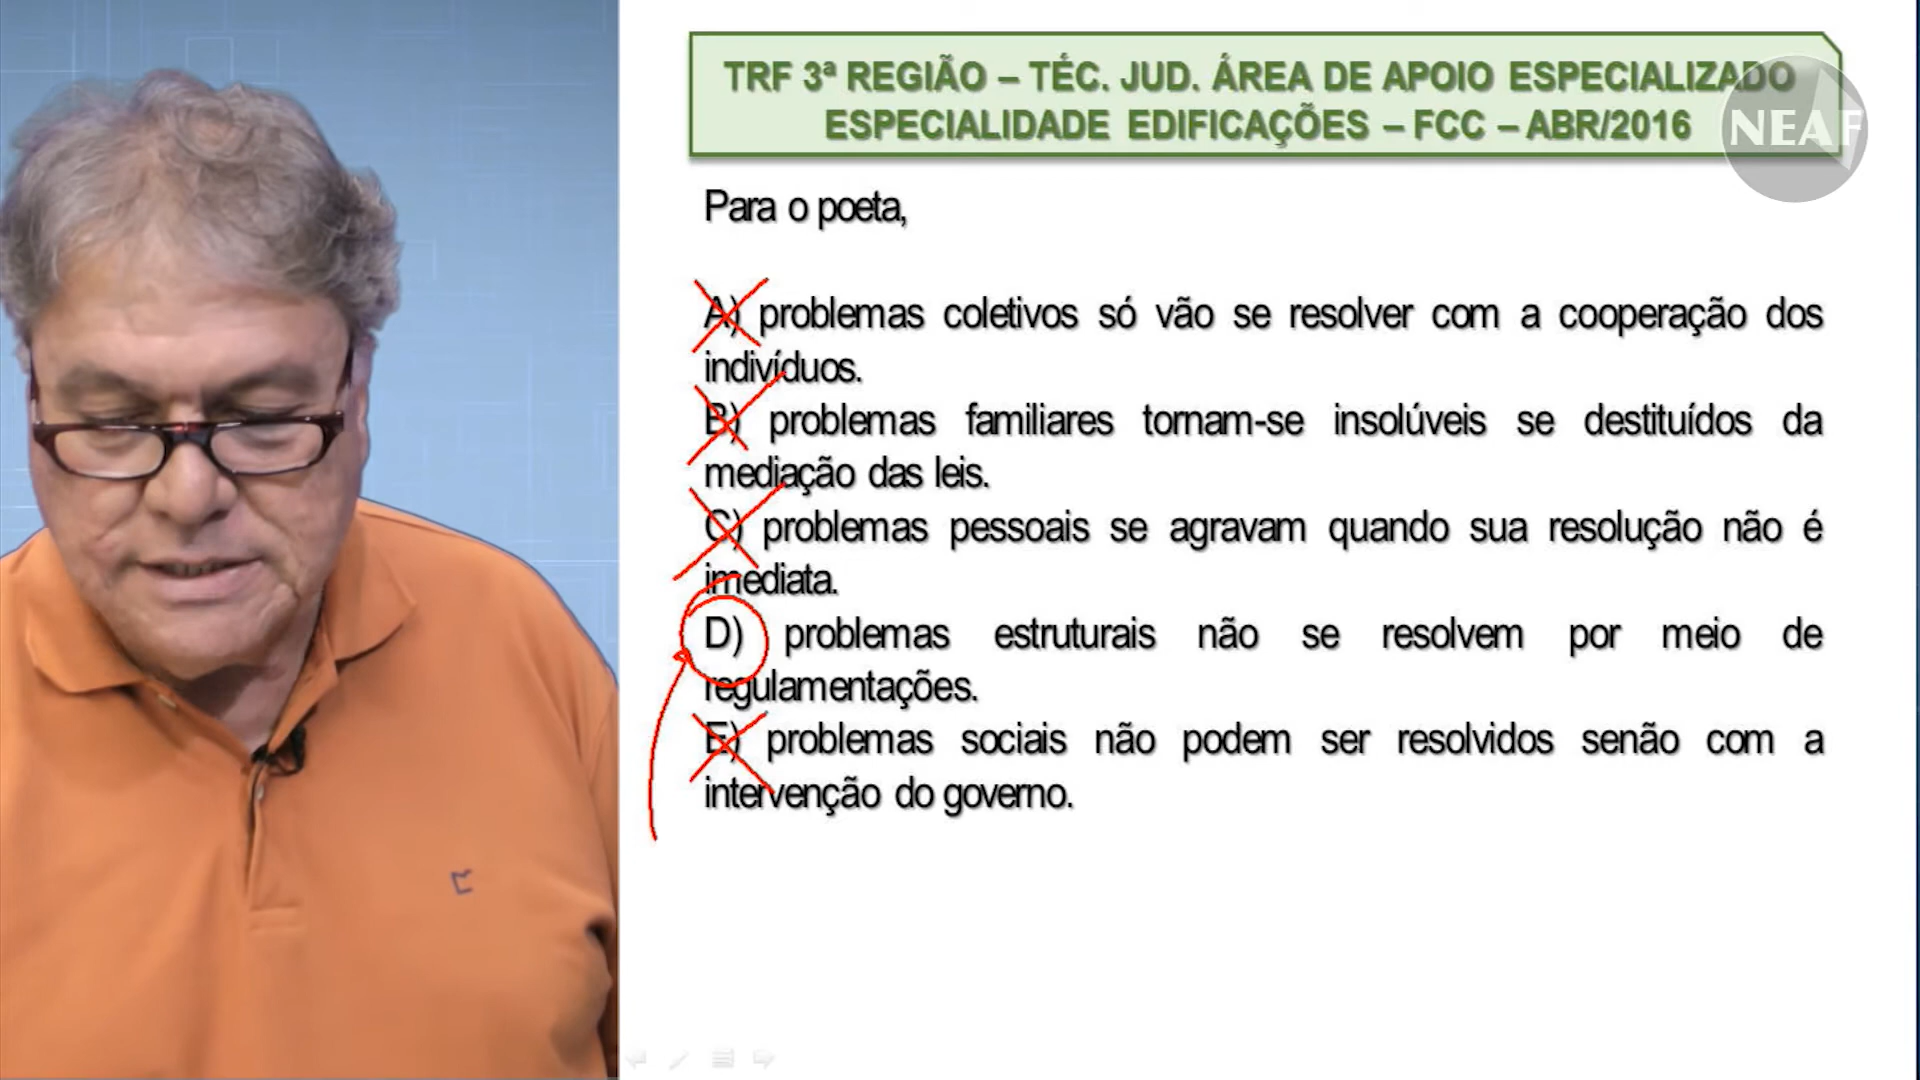 TRF 3ª REGIÃO – TÉC. JUD. ÁREA DE APOIO ESPECIALIZADO
ESPECIALIDADE EDIFICAÇÕES – FCC – ABR/2016
NEAF
Para o poeta,
A) problemas coletivos só vão se resolver com a cooperação dos
indivíduos.
B) problemas familiares tornam-se insolúveis se destituídos da
mediação das leis.
C) problemas pessoais se agravam quando sua resolução não é
imediata.
D) problemas estruturais não se resolvem por meio de
regulamentações.
E) problemas sociais não podem ser resolvidos senão com a
intervenção do governo.